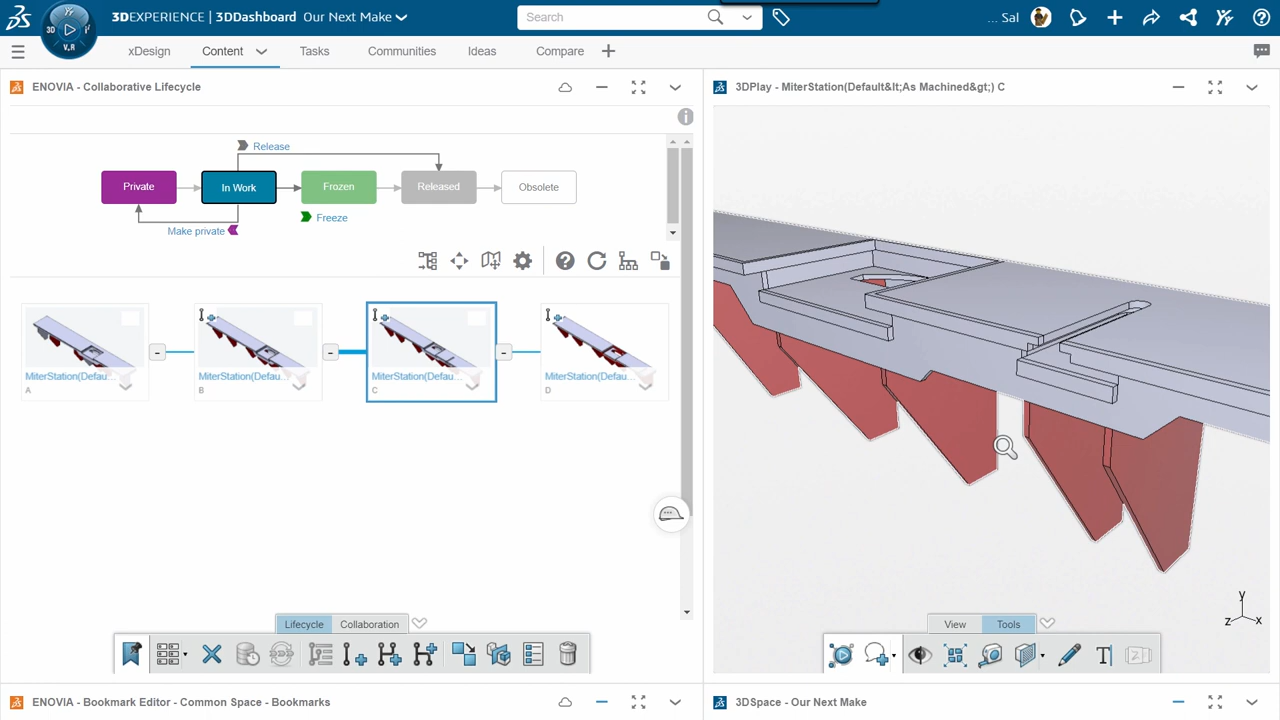 3DEXPERIENCE | 3DDashboard Our Next Make
Search
... Sal
3D
V.R
xDesign
Content
Tasks
Communities
Ideas
Compare
ENOVIA - Collaborative Lifecycle
Release
Private
In Work
Frozen
Released
Obsolete
Make private
Freeze
MiterStation(Defau...
A
MiterStation(Defau...
B
MiterStation(Defau...
C
MiterStation(Defau...
D
Lifecycle
Collaboration
ENOVIA - Bookmark Editor - Common Space - Bookmarks
3DPlay - MiterStation(Default&lt;As Machined&gt;) C
y
z
x
View
Tools
3DSpace - Our Next Make